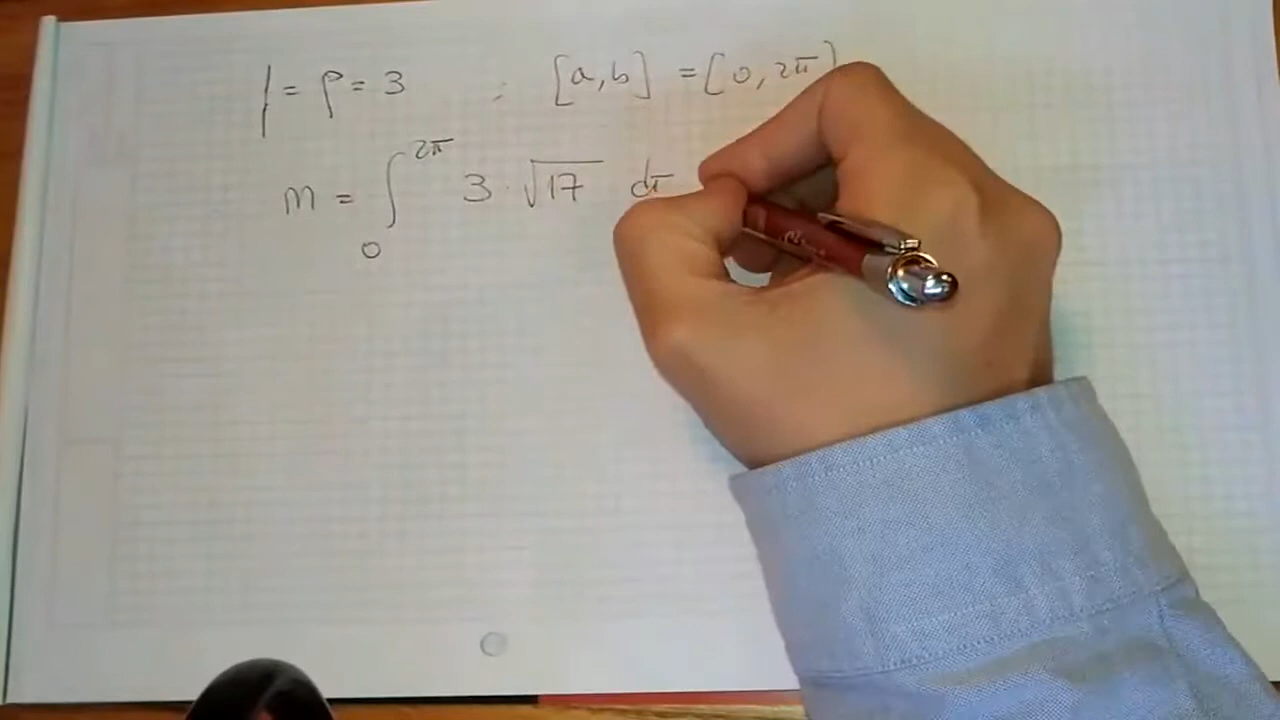 f = ρ = 3 ; [a,b] = [0, 2π]
m = ∫₀^2π 3 · √17 dt